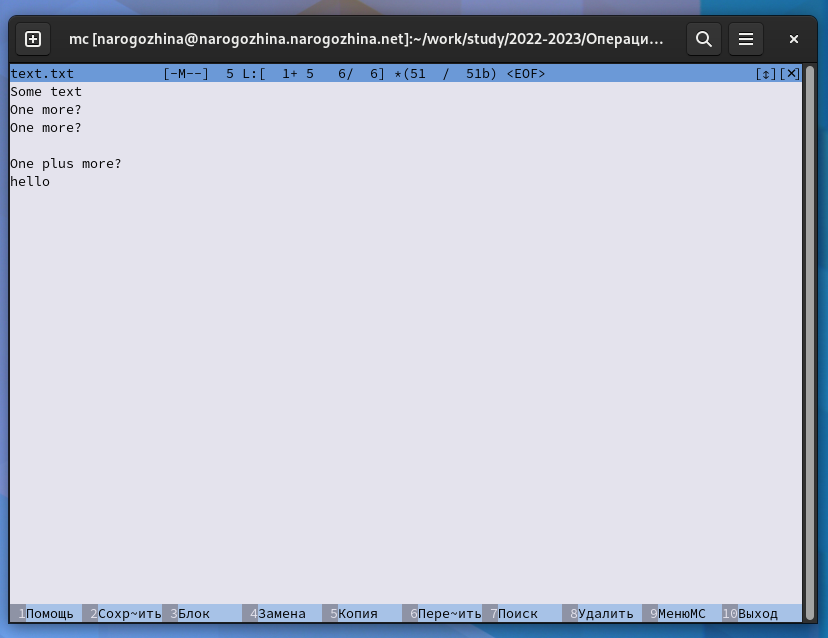 mc [narogozhina@narogozhina.narogozhina.net]:~/work/study/2022-2023/Операци...
text.txt [-M--] 5 L:[ 1+ 5 6/ 6] *(51 / 51b) <EOF> [↕][✕]
Some text
One more?
One more?
One plus more?
hello
1Помощь 2Сохр~ить 3Блок 4Замена 5Копия 6Пере~ить 7Поиск 8Удалить 9МенюMC 10Выход